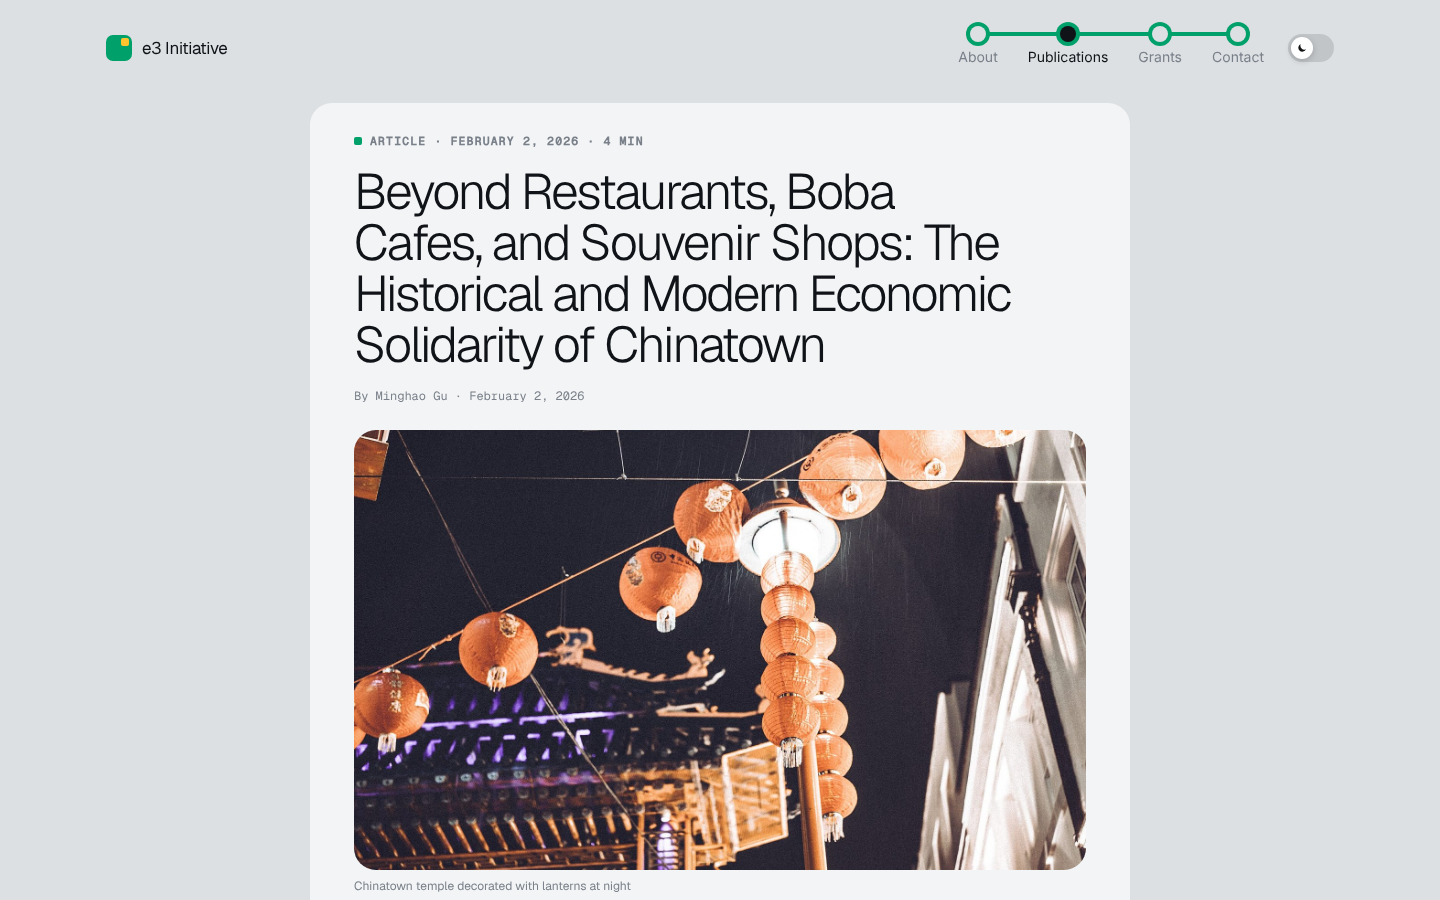 e3 Initiative
About
Publications
Grants
Contact
ARTICLE · FEBRUARY 2, 2026 · 4 MIN
Beyond Restaurants, Boba
Cafes, and Souvenir Shops: The
Historical and Modern Economic
Solidarity of Chinatown
By Minghao Gu · February 2, 2026
Chinatown temple decorated with lanterns at night